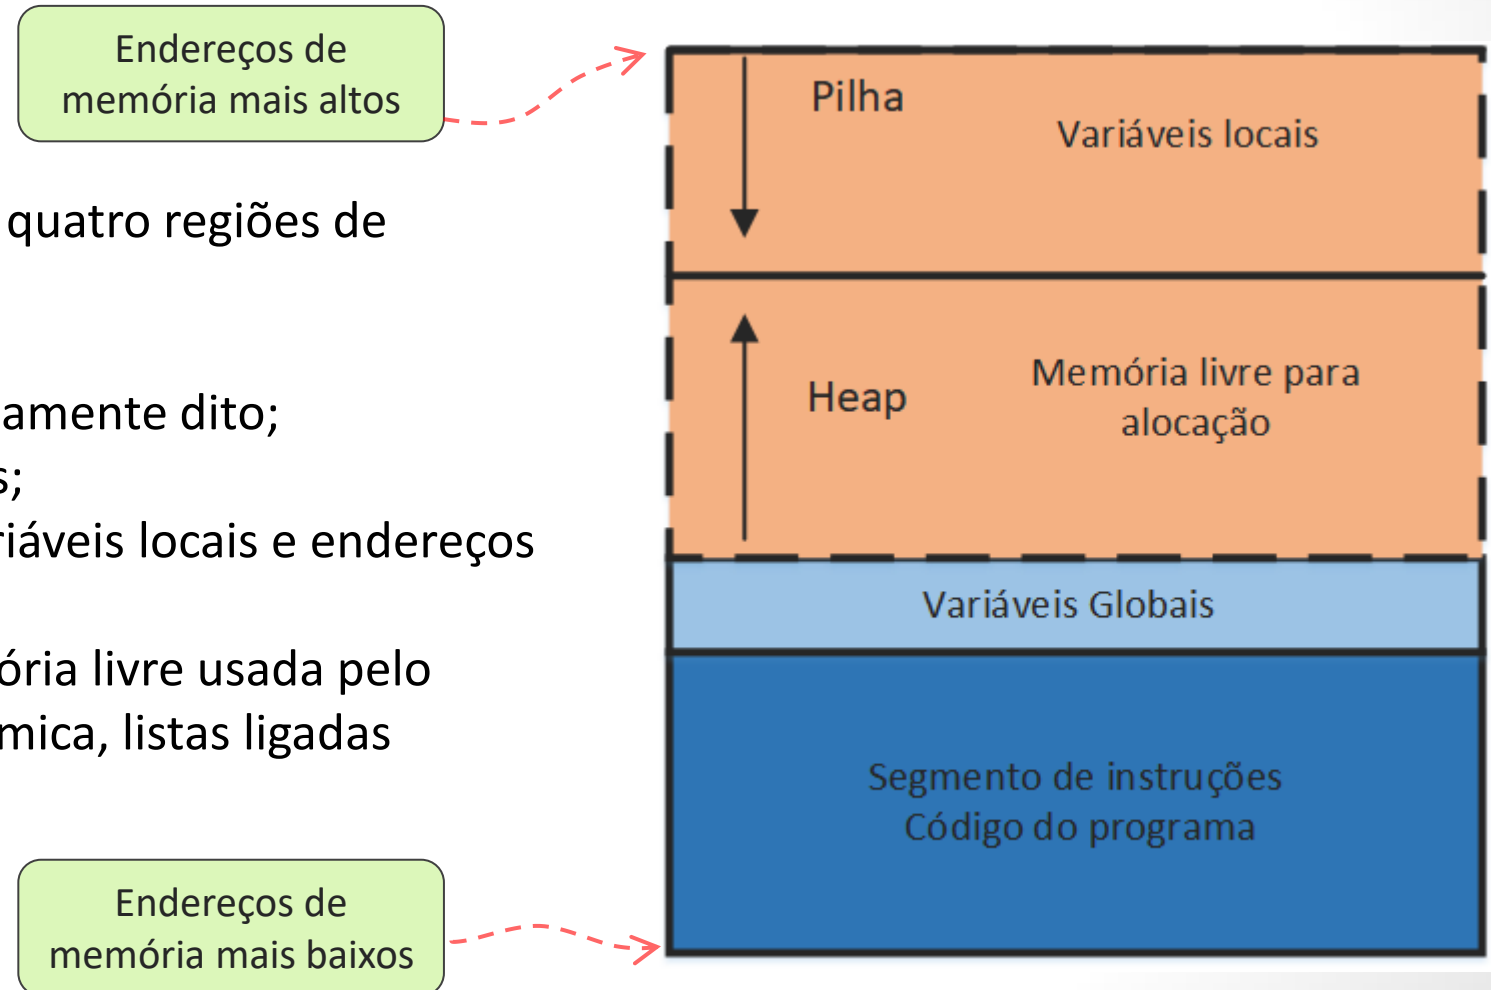 Endereços de
memória mais altos
quatro regiões de
amente dito;
s;
riáveis locais e endereços
ória livre usada pelo
mica, listas ligadas
Endereços de
memória mais baixos
Pilha
Variáveis locais
Heap
Memória livre para
alocação
Variáveis Globais
Segmento de instruções
Código do programa